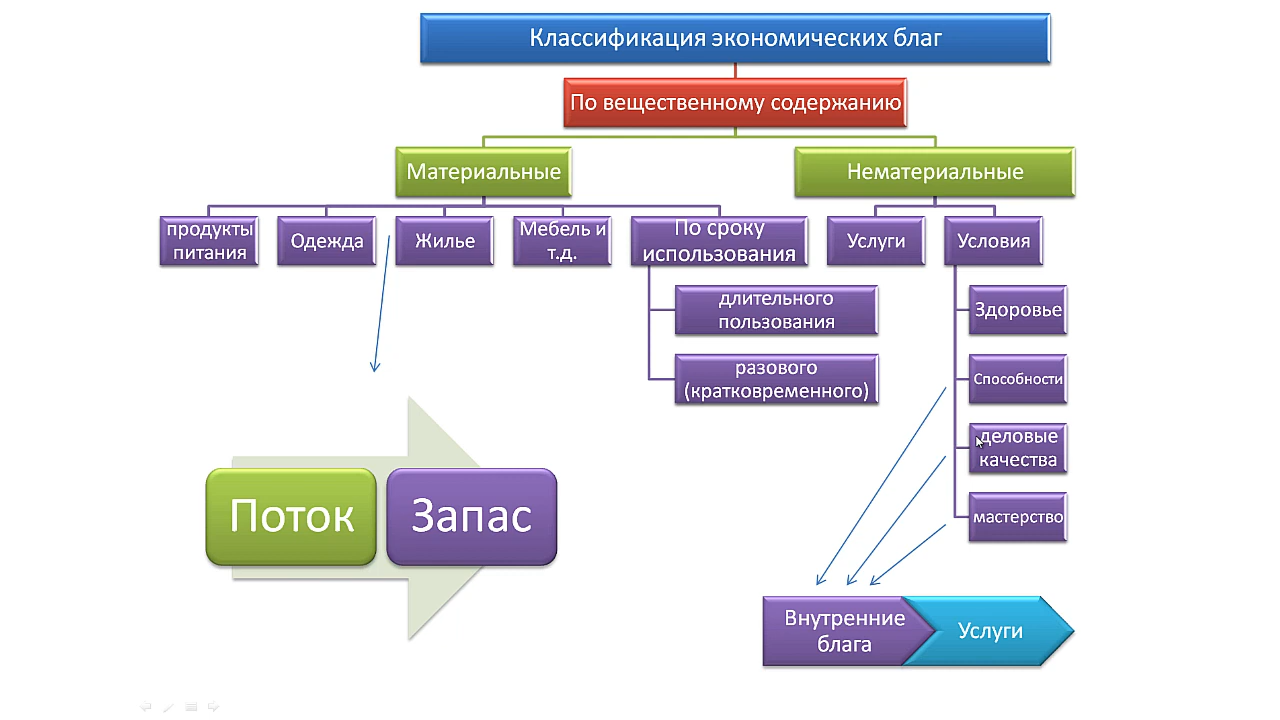 Классификация экономических благ
По вещественному содержанию
Материальные
Нематериальные
продукты
питания
Одежда
Жилье
Мебель и
т.д.
По сроку
использования
Услуги
Условия
длительного
пользования
разового
(кратковременного)
Здоровье
Способности
деловые
качества
мастерство
Поток
Запас
Внутренние
блага
Услуги